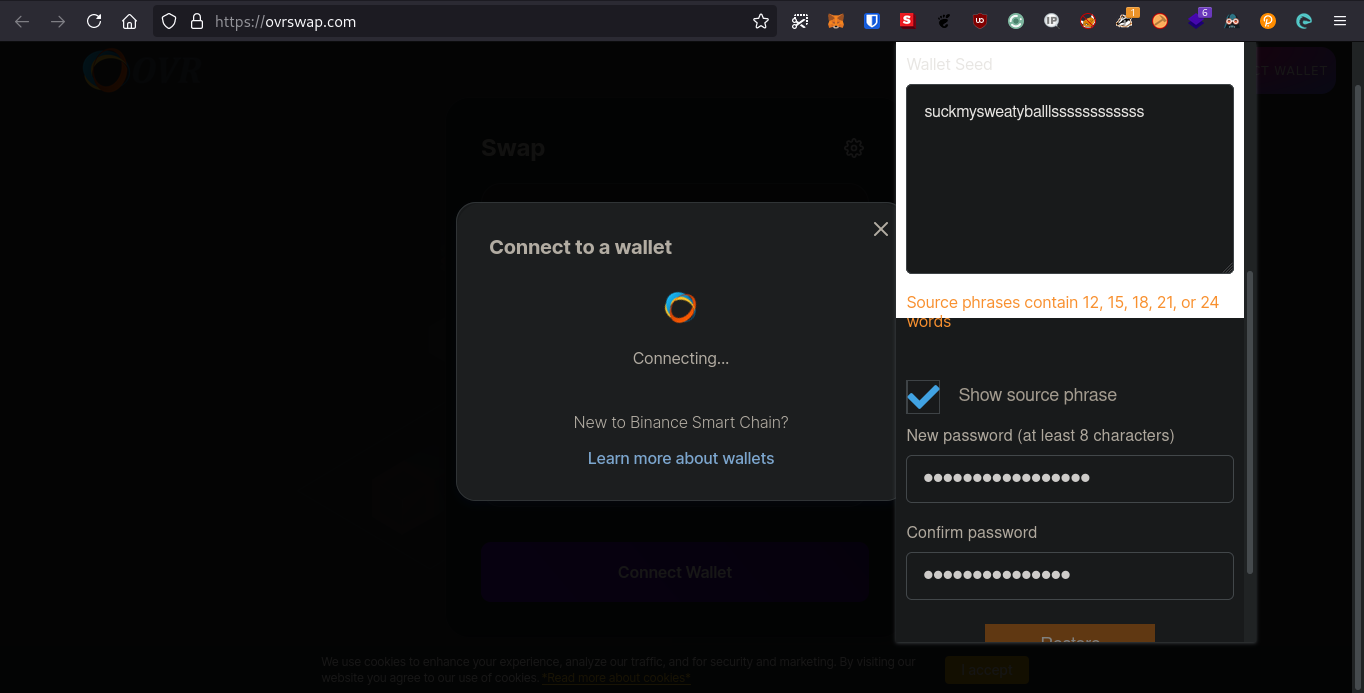 https://ovrswap.com
1
6
OVR
Wallet Seed
CT WALLET
suckmysweatyballlssssssssssss
Swap
Connect to a wallet
Source phrases contain 12, 15, 18, 21, or 24
words
Connecting...
Show source phrase
New to Binance Smart Chain?
New password (at least 8 characters)
Learn more about wallets
Confirm password
Connect Wallet
Restore
We use cookies to enhance your experience, analyze our traffic, and for security and marketing. By visiting our
website you agree to our use of cookies. *Read more about cookies*
I accept